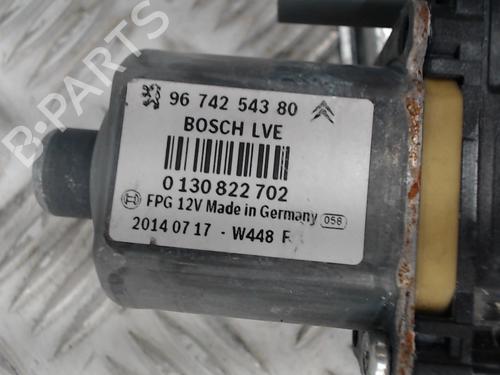 96 742 543 80
BOSCH LVE
0 130 822 702
FPG 12V Made in Germany 058
2014 07 17 - W448 F
B-PARTS